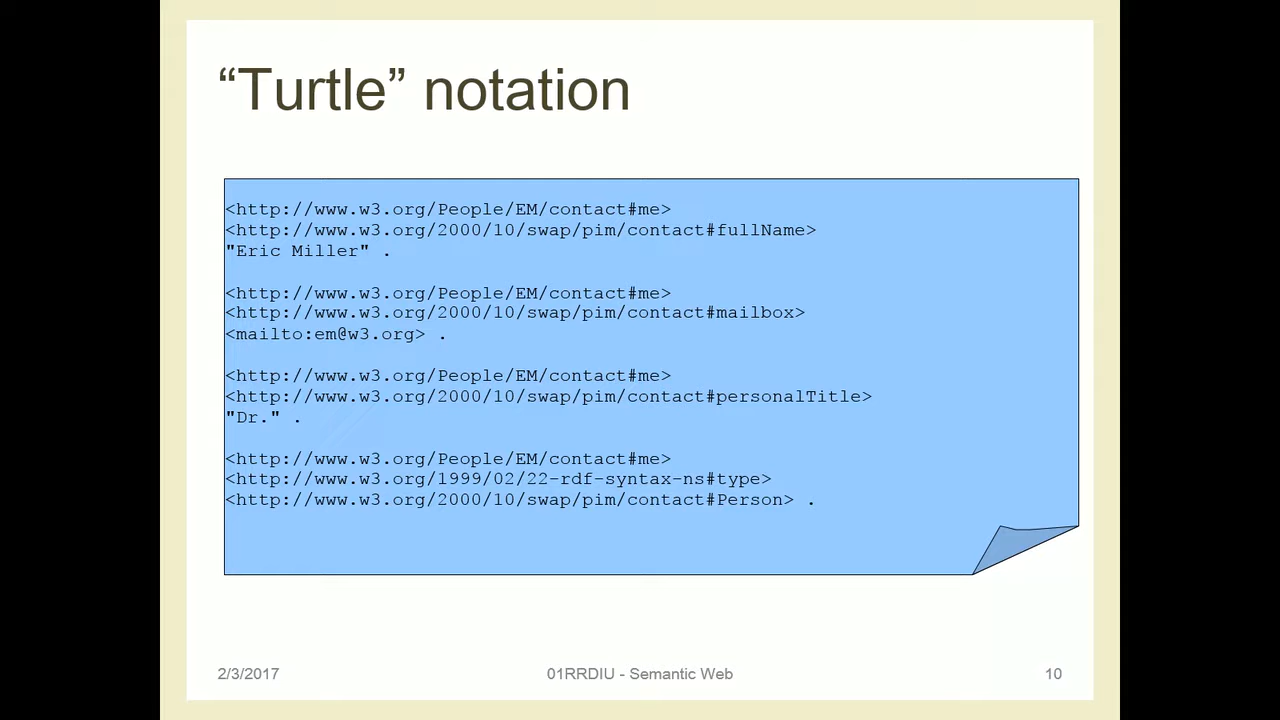 “Turtle” notation
<http://www.w3.org/People/EM/contact#me>
<http://www.w3.org/2000/10/swap/pim/contact#fullName>
"Eric Miller" .
<http://www.w3.org/People/EM/contact#me>
<http://www.w3.org/2000/10/swap/pim/contact#mailbox>
<mailto:em@w3.org> .
<http://www.w3.org/People/EM/contact#me>
<http://www.w3.org/2000/10/swap/pim/contact#personalTitle>
"Dr." .
<http://www.w3.org/People/EM/contact#me>
<http://www.w3.org/1999/02/22-rdf-syntax-ns#type>
<http://www.w3.org/2000/10/swap/pim/contact#Person> .
2/3/2017
01RRDIU - Semantic Web
10